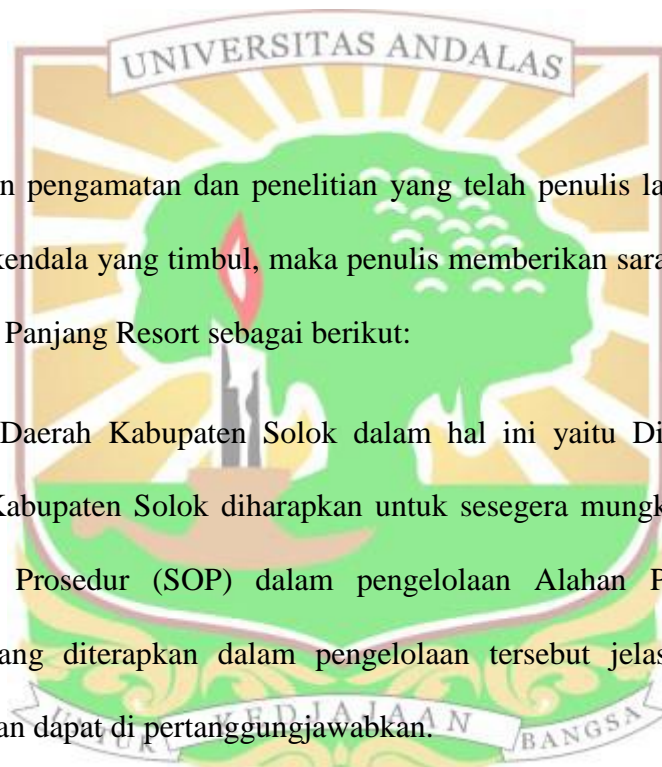 UNIVERSITAS ANDALAS
n pengamatan dan penelitian yang telah penulis la
kendala yang timbul, maka penulis memberikan sara
Panjang Resort sebagai berikut:
Daerah Kabupaten Solok dalam hal ini yaitu Di
Kabupaten Solok diharapkan untuk sesegera mungk
Prosedur (SOP) dalam pengelolaan Alahan P
ang diterapkan dalam pengelolaan tersebut jelas
an dapat di pertanggungjawabkan.
UNTUK KEDJAJAAN BANGSA